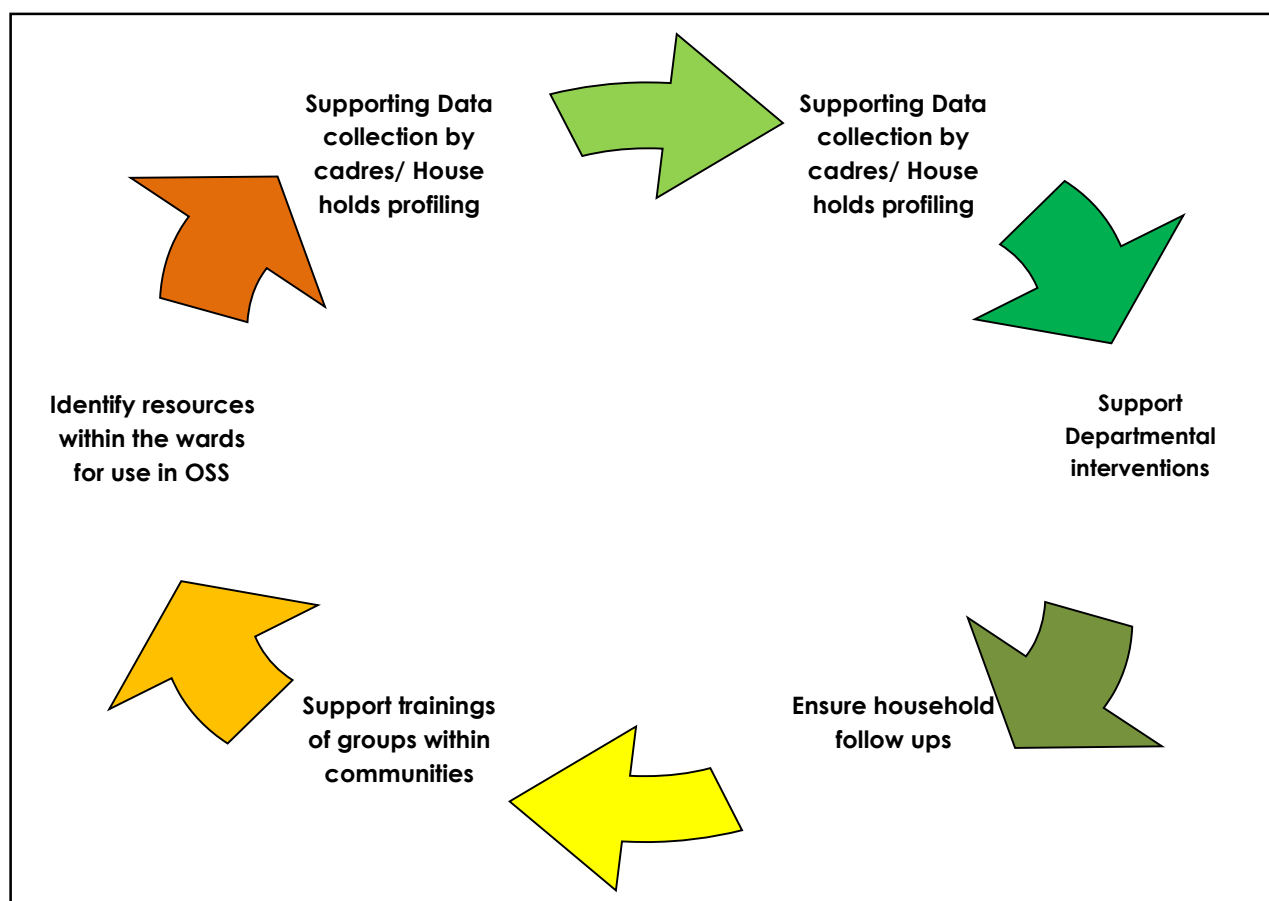 Supporting Data
collection by
cadres/ House
holds profiling
Supporting Data
collection by
cadres/ House
holds profiling
Support
Departmental
interventions
Ensure household
follow ups
Support trainings
of groups within
communities
Identify resources
within the wards
for use in OSS